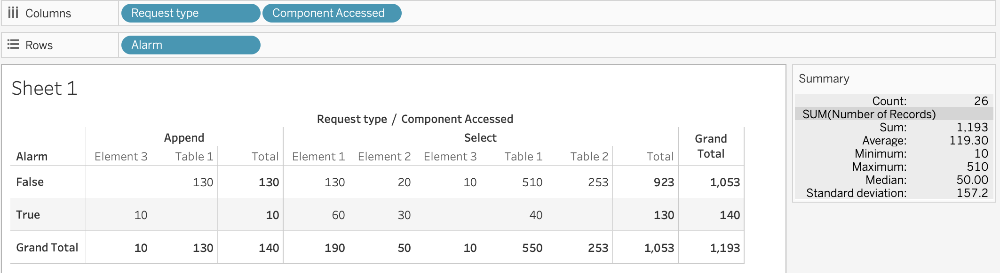 Columns Request type Component Accessed
Rows Alarm
Sheet 1
Request type / Component Accessed
Append Select Grand Total
Alarm Element 3 Table 1 Total Element 1 Element 2 Element 3 Table 1 Table 2 Total
False 130 130 130 20 10 510 253 923 1,053
True 10 10 60 30 40 130 140
Grand Total 10 130 140 190 50 10 550 253 1,053 1,193
Summary
Count: 26
SUM(Number of Records)
Sum: 1,193
Average: 119.30
Minimum: 10
Maximum: 510
Median: 50.00
Standard deviation: 157.2